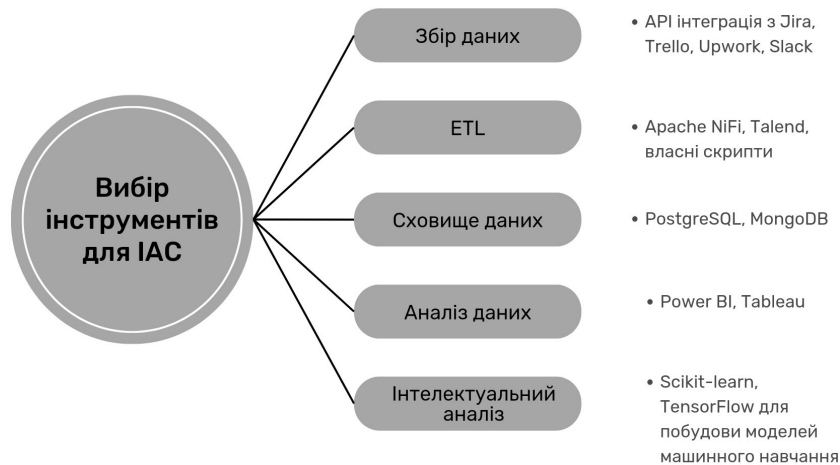 Вибір
інструментів
для ІАС
Збір даних
• API інтеграція з Jira,
Trello, Upwork, Slack
ETL
• Apache NiFi, Talend,
власні скрипти
Сховище даних
• PostgreSQL, MongoDB
Аналіз даних
• Power BI, Tableau
Інтелектуальний
аналіз
• Scikit-learn,
TensorFlow для
побудови моделей
машинного навчання